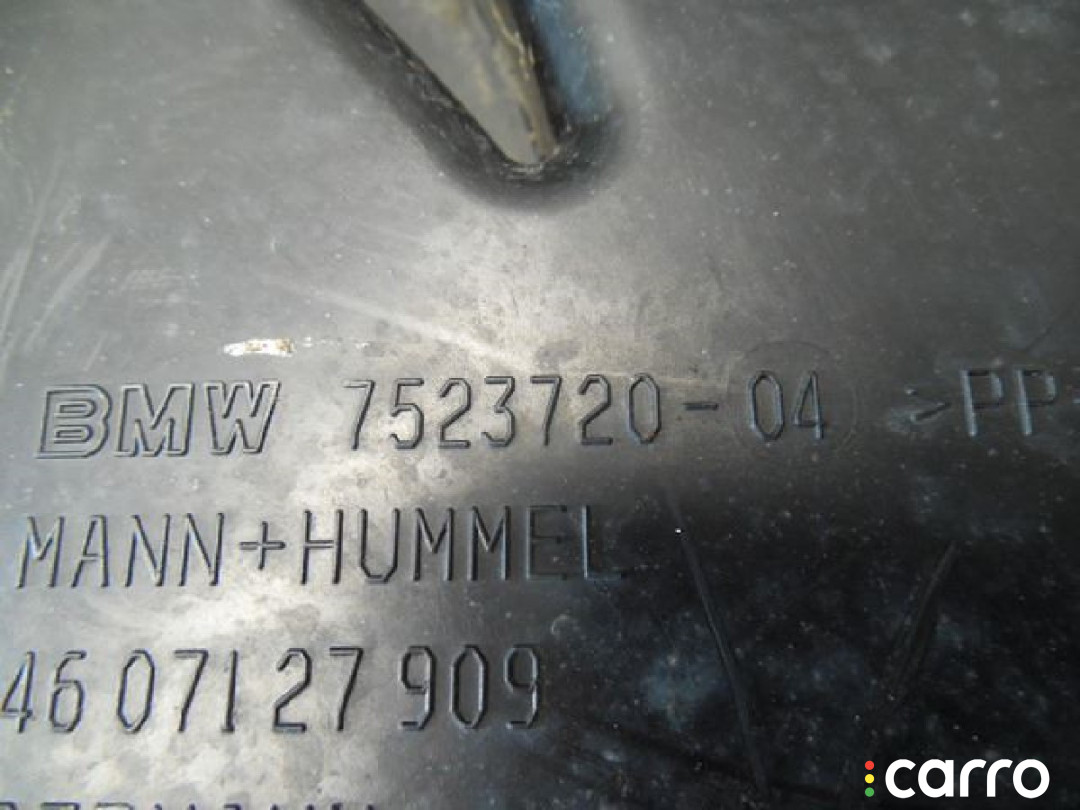 BMW 7523720-04 >PP
MANN+HUMMEL
46 071 27 909
carro